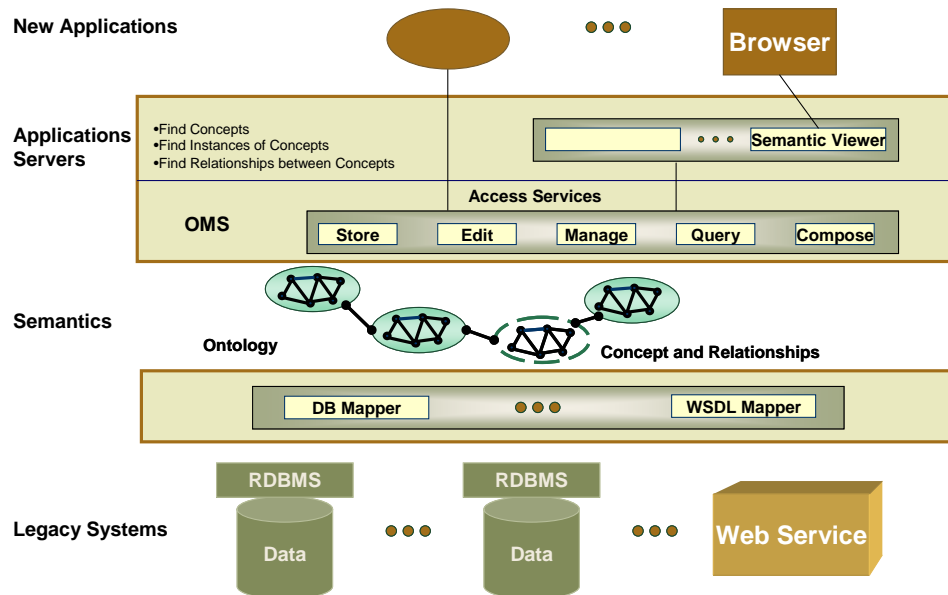 New Applications
Browser
Applications
Servers
•Find Concepts
•Find Instances of Concepts
•Find Relationships between Concepts
Semantic Viewer
Access Services
OMS
Store
Edit
Manage
Query
Compose
Semantics
Ontology
Concept and Relationships
DB Mapper
WSDL Mapper
RDBMS
RDBMS
Legacy Systems
Data
Data
Web Service